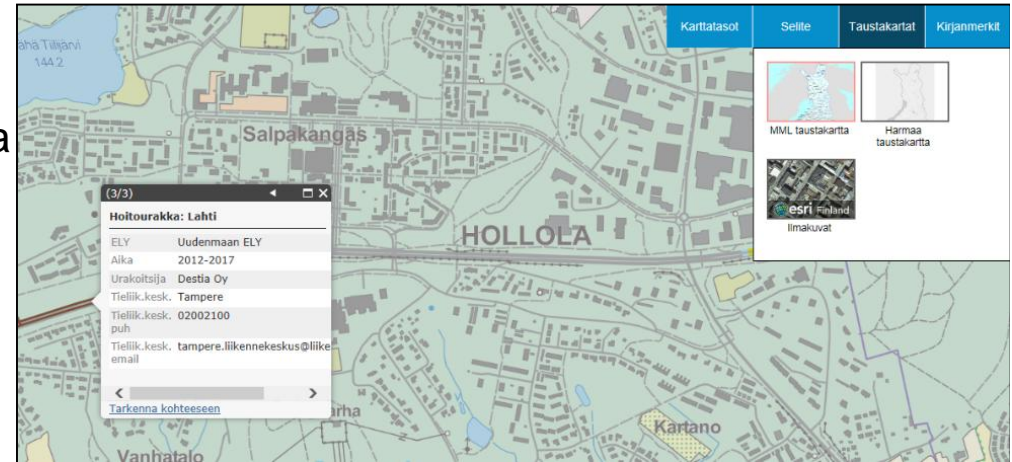 Karttatasot Selite Taustakartat Kirjanmerkit
MML taustakartta
Harmaa
taustakartta
esri Finland
Ilmakuvat
144.2
a
Salpakangas
HOLLOLA
(3/3)
Hoitourakka: Lahti
ELY Uudenmaan ELY
Aika 2012-2017
Urakoitsija Destia Oy
Tieliik.kesk. Tampere
Tieliik.kesk. 02002100
puh
Tieliik.kesk. tampere.liikennekeskus@liike
email
Tarkenna kohteeseen
Kartano
Vanhatalo